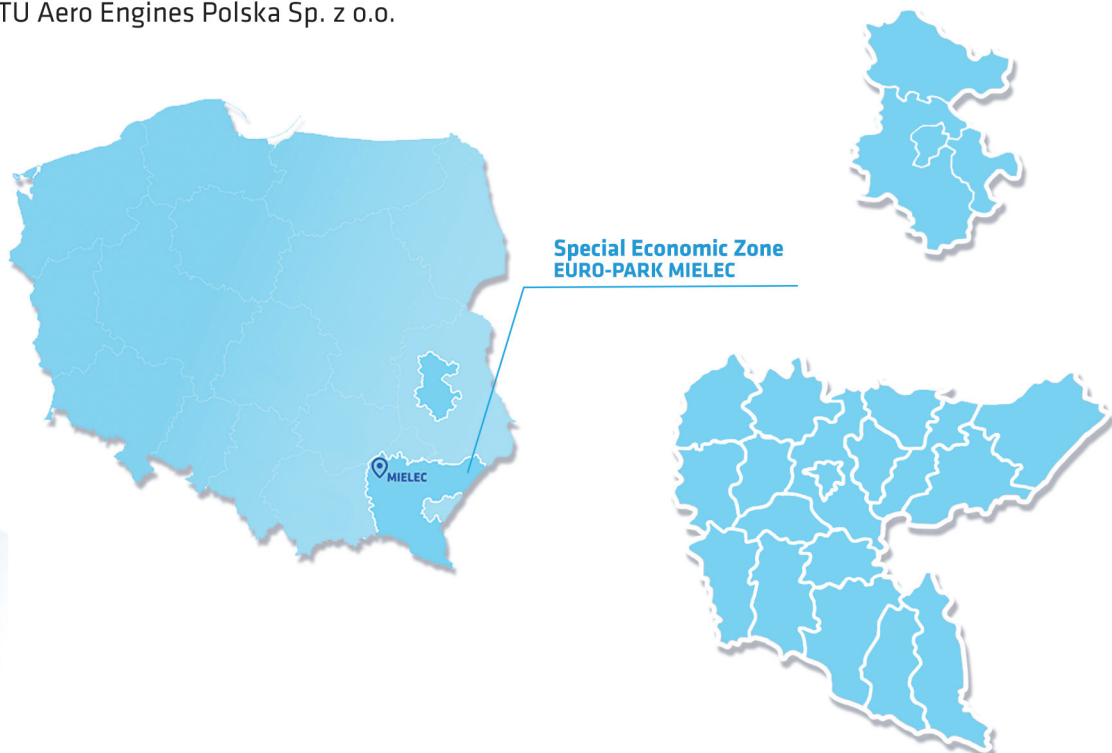 TU Aero Engines Polska Sp. z o.o.
Special Economic Zone
EURO-PARK MIELEC
MIELEC